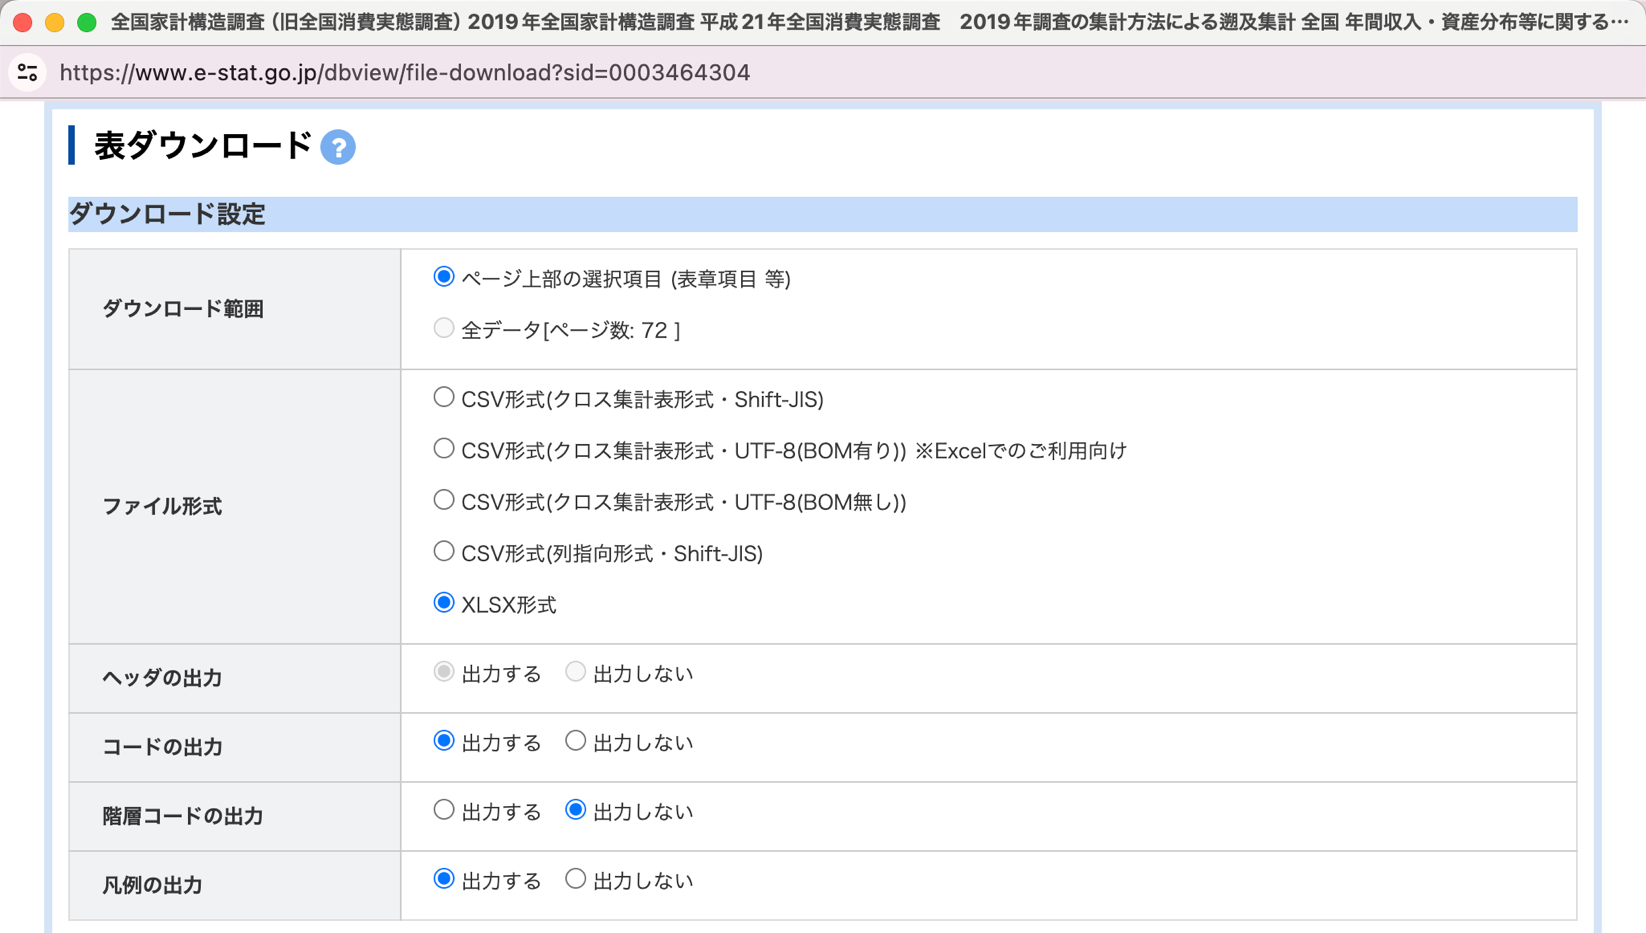 全国家計構造調査（旧全国消費実態調査） 2019年全国家計構造調査 平成21年全国消費実態調査　2019年調査の集計方法による遡及集計 全国 年間収入・資産分布等に関する…
https://www.e-stat.go.jp/dbview/file-download?sid=0003464304
表ダウンロード ?
ダウンロード設定
ダウンロード範囲
ページ上部の選択項目 (表章項目 等)
全データ[ページ数: 72 ]
ファイル形式
CSV形式(クロス集計表形式・Shift-JIS)
CSV形式(クロス集計表形式・UTF-8(BOM有り)) ※Excelでのご利用向け
CSV形式(クロス集計表形式・UTF-8(BOM無し))
CSV形式(列指向形式・Shift-JIS)
XLSX形式
ヘッダの出力 出力する 出力しない
コードの出力 出力する 出力しない
階層コードの出力 出力する 出力しない
凡例の出力 出力する 出力しない